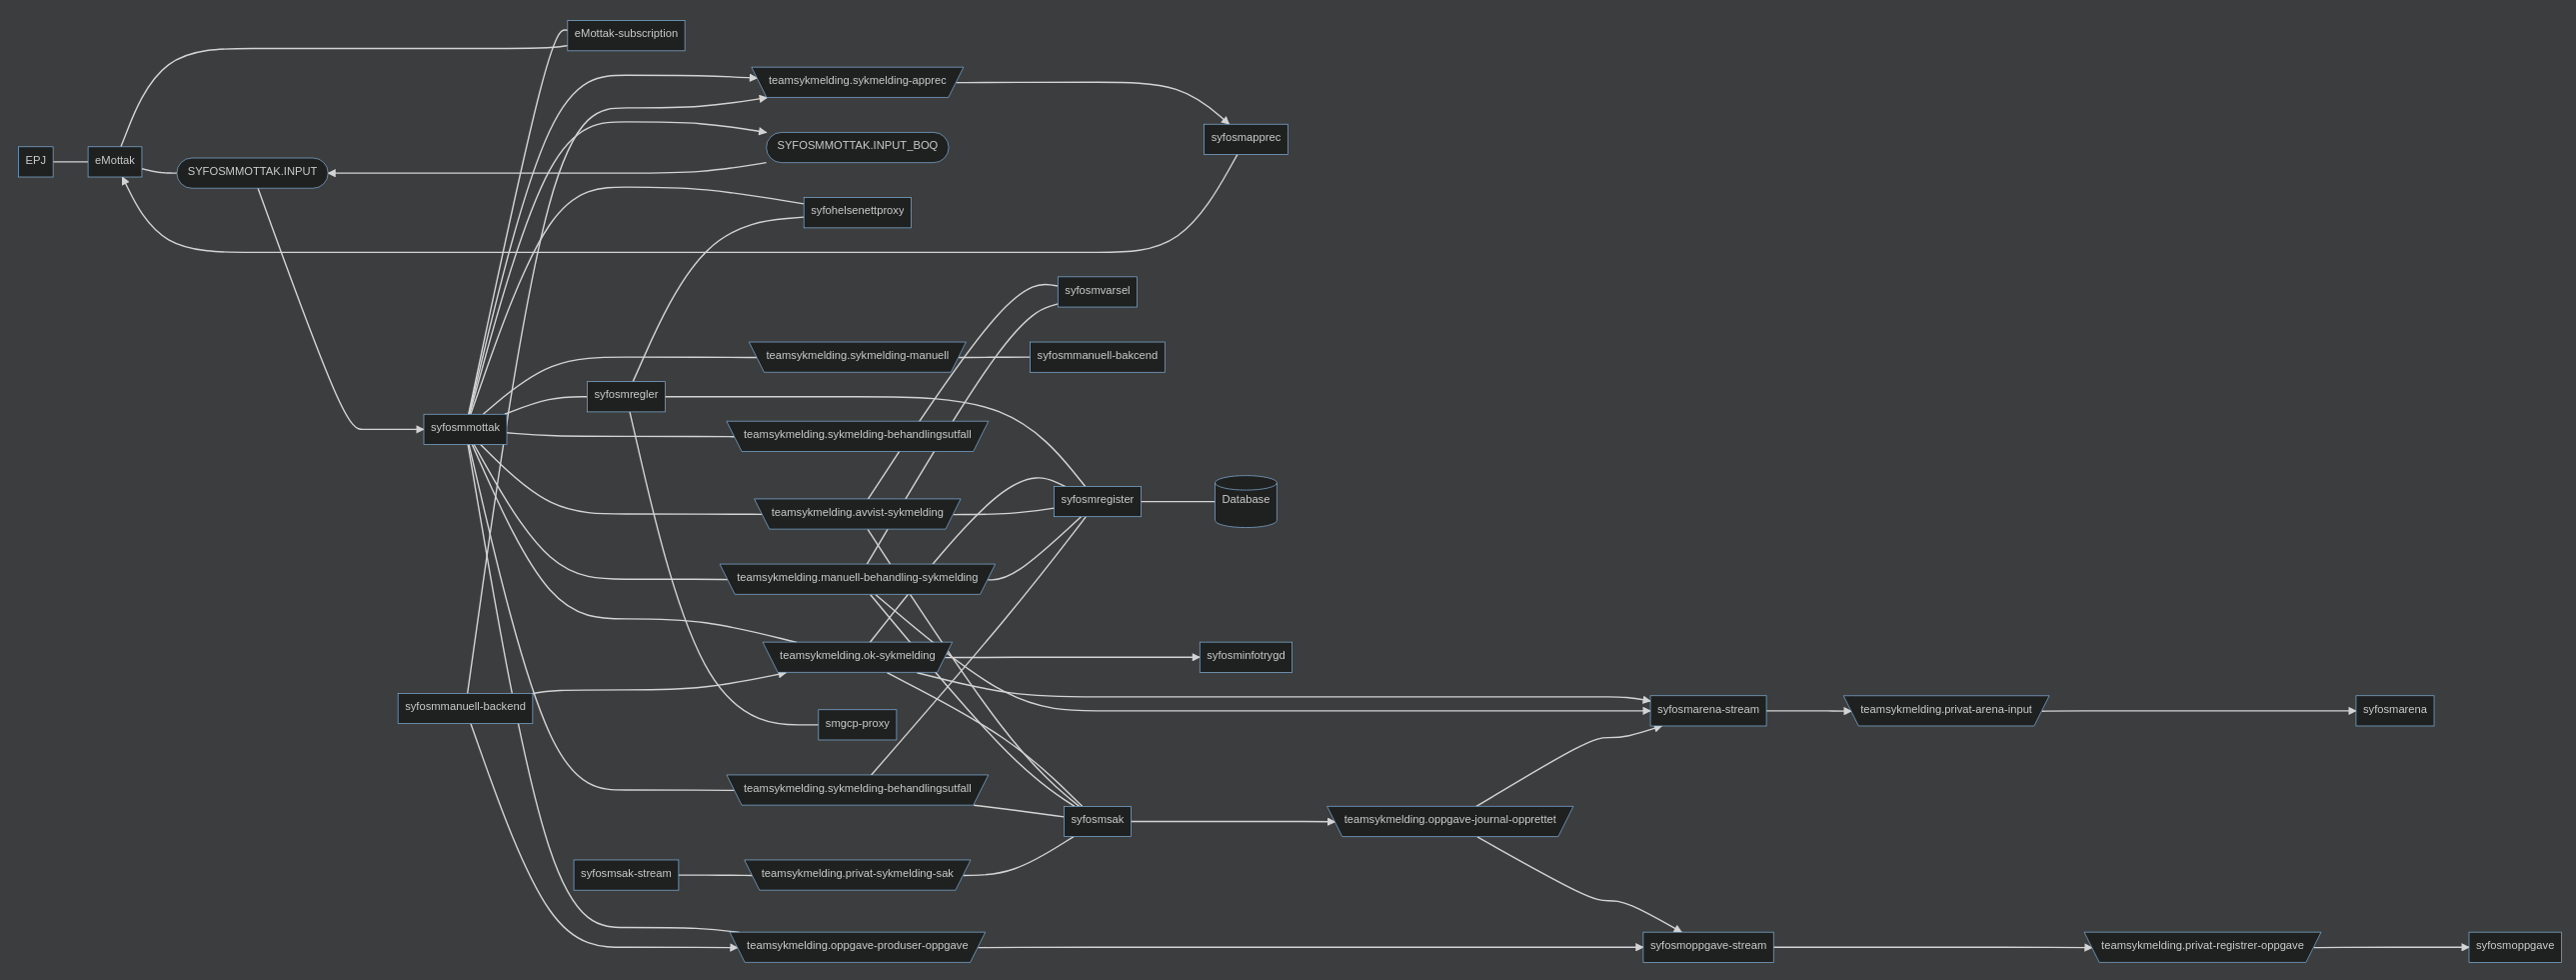 eMottak-subscription
teamsykmelding.sykmelding-apprec
syfosmapprec
SYFOSMMOTTAK.INPUT_BOQ
EPJ
eMottak
SYFOSMMOTTAK.INPUT
syfohelsenettproxy
syfosmvarsel
teamsykmelding.sykmelding-manuell
syfosmmanuell-bakcend
syfosmregler
syfosmmottak
teamsykmelding.sykmelding-behandlingsutfall
syfosmregister
Database
teamsykmelding.avvist-sykmelding
teamsykmelding.manuell-behandling-sykmelding
teamsykmelding.ok-sykmelding
syfosminfotrygd
syfosmmanuell-backend
syfosmarena-stream
teamsykmelding.privat-arena-input
syfosmarena
smgcp-proxy
teamsykmelding.sykmelding-behandlingsutfall
syfosmsak
teamsykmelding.oppgave-journal-opprettet
syfosmsak-stream
teamsykmelding.privat-sykmelding-sak
teamsykmelding.oppgave-produser-oppgave
syfosmoppgave-stream
teamsykmelding.privat-registrer-oppgave
syfosmoppgave